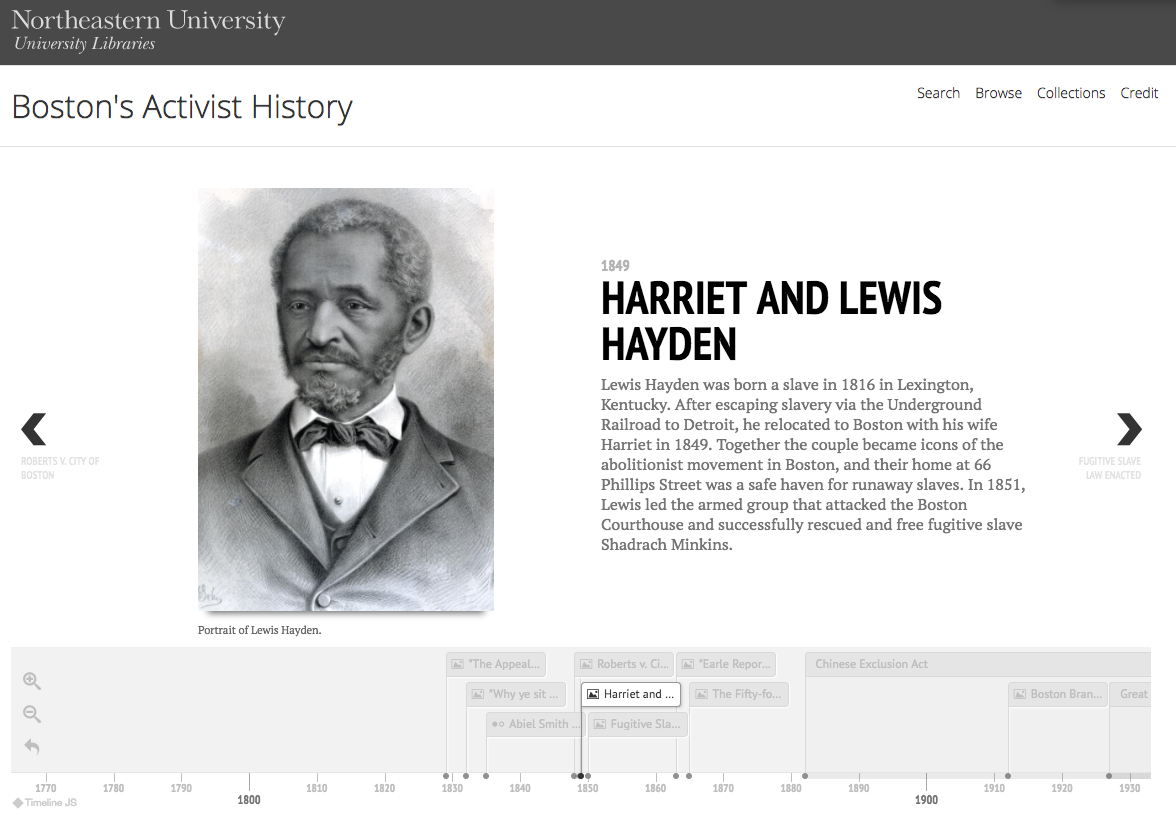 Northeastern University
University Libraries
Boston's Activist History
Search Browse Collections Credit
1849
HARRIET AND LEWIS
HAYDEN
Lewis Hayden was born a slave in 1816 in Lexington,
Kentucky. After escaping slavery via the Underground
Railroad to Detroit, he relocated to Boston with his wife
Harriet in 1849. Together the couple became icons of the
abolitionist movement in Boston, and their home at 66
Phillips Street was a safe haven for runaway slaves. In 1851,
Lewis led the armed group that attacked the Boston
Courthouse and successfully rescued and free fugitive slave
Shadrach Minkins.
ROBERTS V. CITY OF
BOSTON
FUGITIVE SLAVE
LAW ENACTED
Portrait of Lewis Hayden.
"The Appeal... Roberts v. Ci... "Earle Repor... Chinese Exclusion Act
"Why ye sit ... Harriet and ... The Fifty-fo... Boston Bran... Great
Abiel Smith ... Fugitive Sla...
1770 1780 1790 1800 1810 1820 1830 1840 1850 1860 1870 1880 1890 1900 1910 1920 1930
Timeline JS